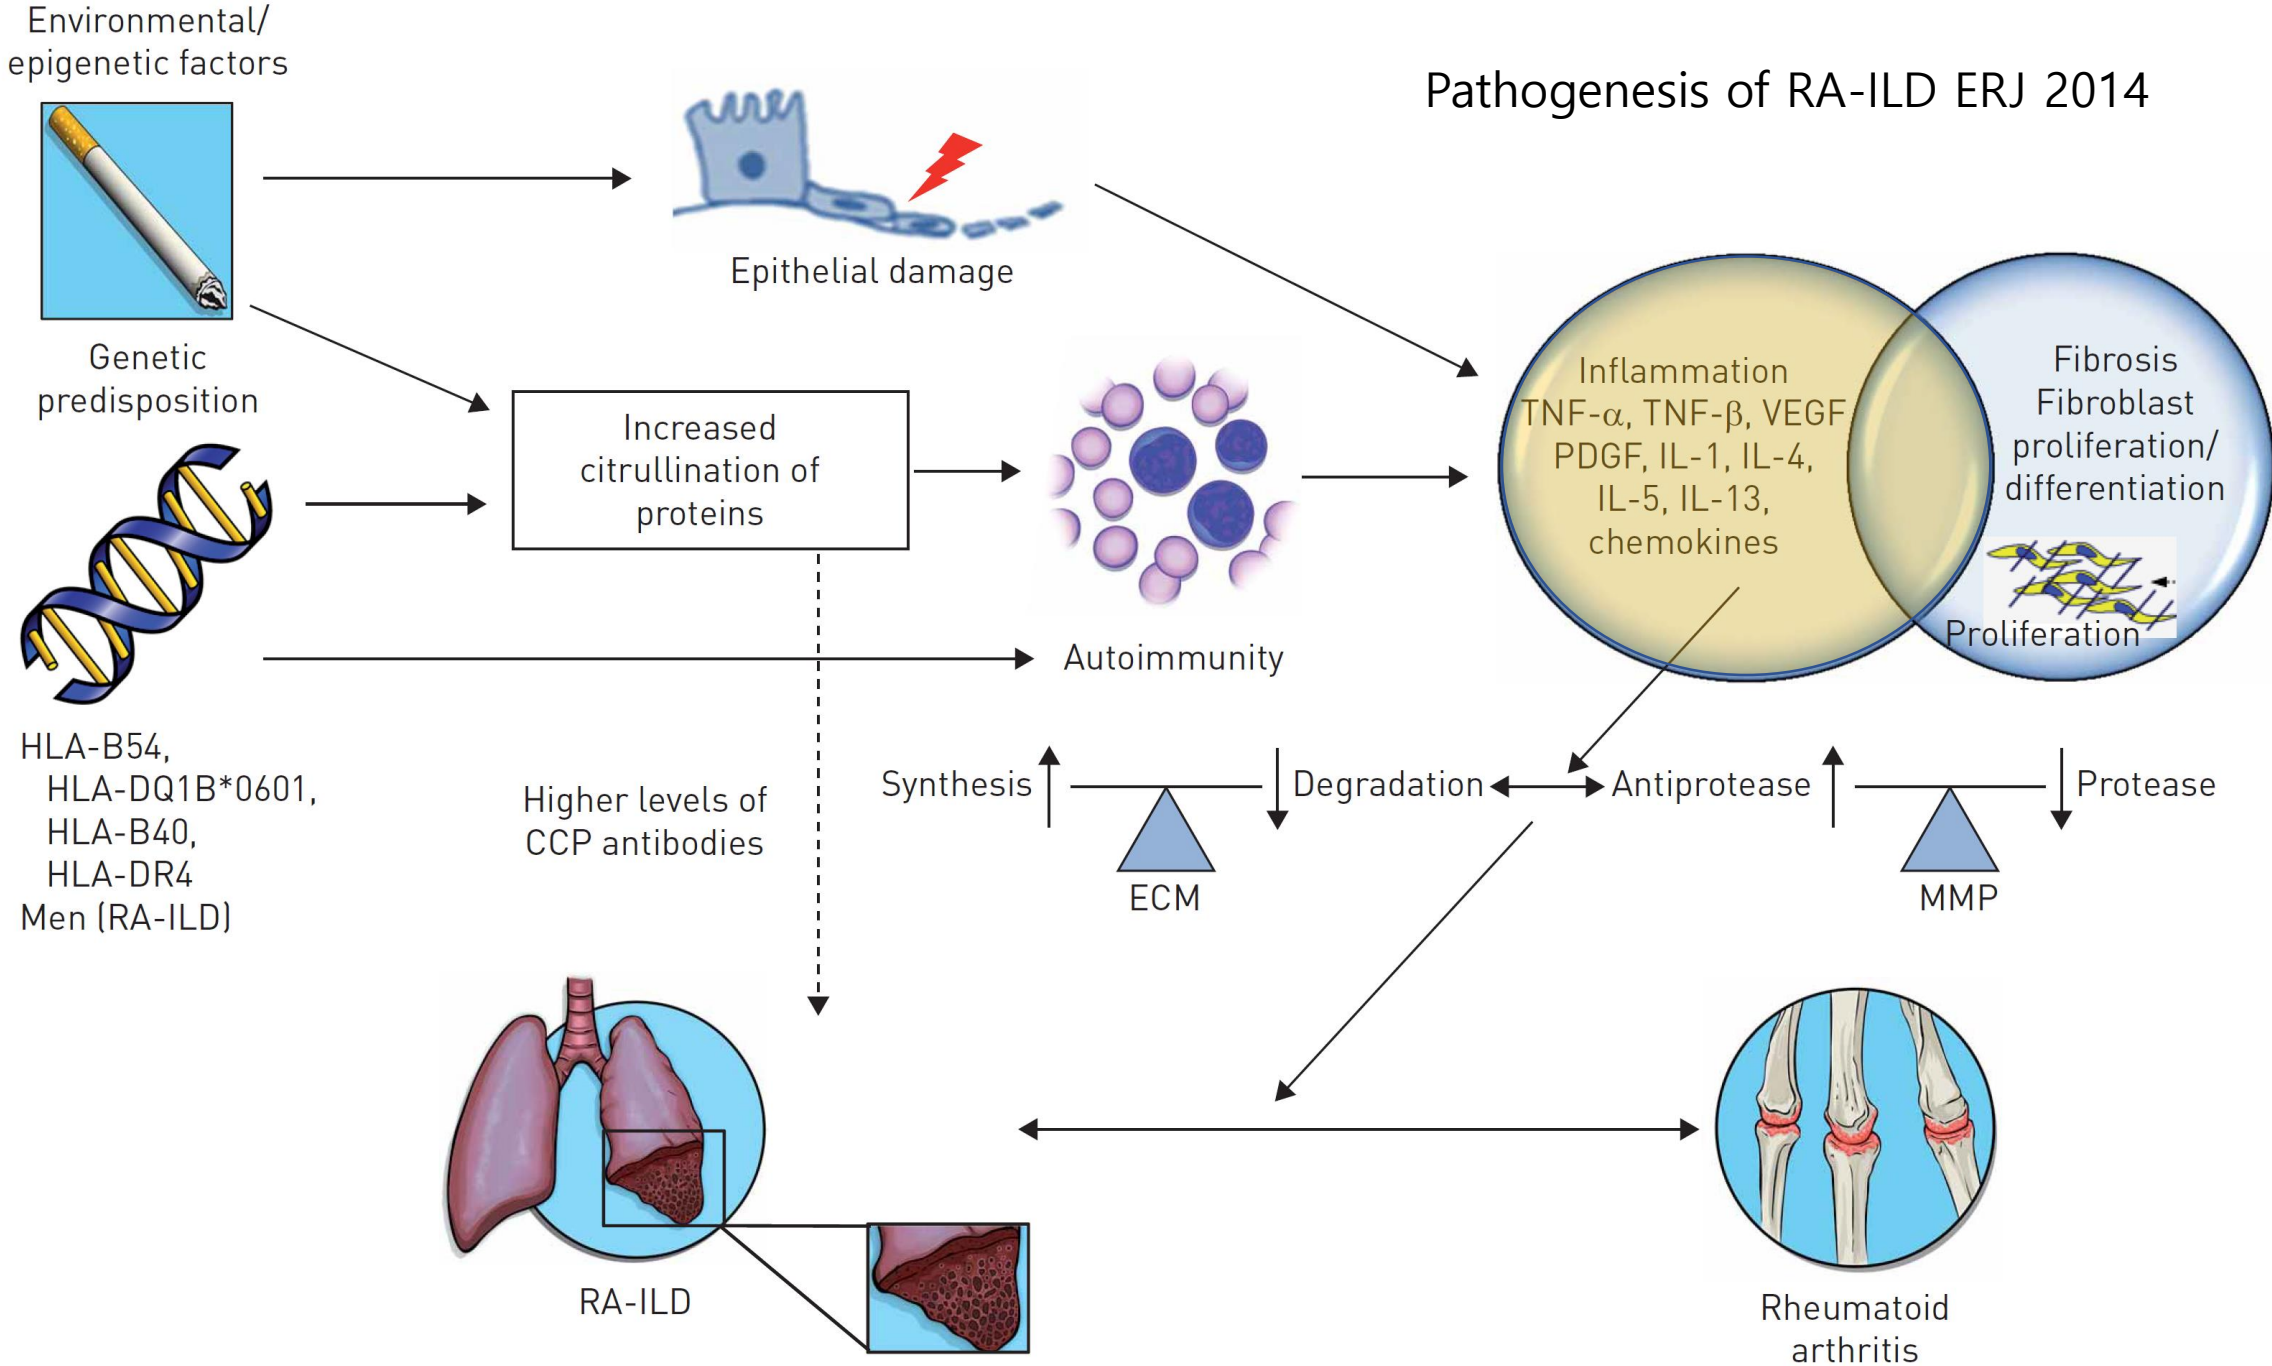 Environmental/
epigenetic factors
Pathogenesis of RA-ILD ERJ 2014
Epithelial damage
Genetic
predisposition
Increased
citrullination of
proteins
Inflammation
TNF-α, TNF-β, VEGF
PDGF, IL-1, IL-4,
IL-5, IL-13,
chemokines
Fibrosis
Fibroblast
proliferation/
differentiation
Proliferation
Autoimmunity
HLA-B54,
HLA-DQ1B*0601,
HLA-B40,
HLA-DR4
Men (RA-ILD)
Higher levels of
CCP antibodies
Synthesis
Degradation
Antiprotease
Protease
ECM
MMP
RA-ILD
Rheumatoid
arthritis